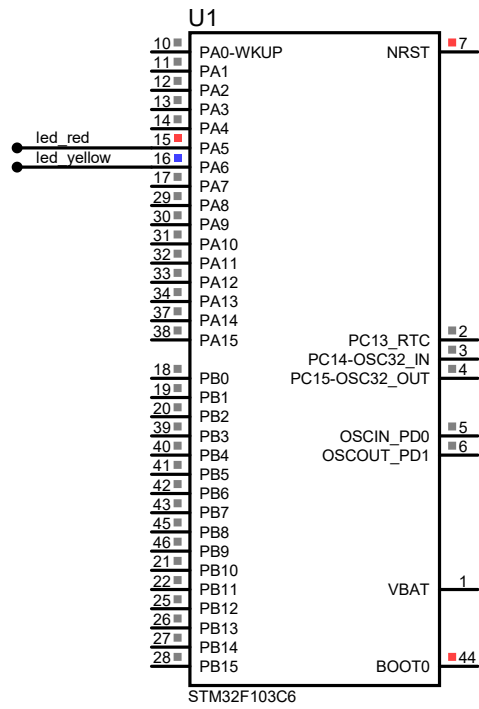 U1
10 PA0-WKUP NRST 7
11 PA1
12 PA2
13 PA3
14 PA4
led_red 15 PA5
led_yellow 16 PA6
17 PA7
29 PA8
30 PA9
31 PA10
32 PA11
33 PA12
34 PA13
37 PA14
38 PA15 PC13_RTC 2
PC14-OSC32_IN 3
18 PB0 PC15-OSC32_OUT 4
19 PB1
20 PB2
39 PB3 OSCIN_PD0 5
40 PB4 OSCOUT_PD1 6
41 PB5
42 PB6
43 PB7
45 PB8
46 PB9
21 PB10
22 PB11 VBAT 1
25 PB12
26 PB13
27 PB14
28 PB15 BOOT0 44
STM32F103C6